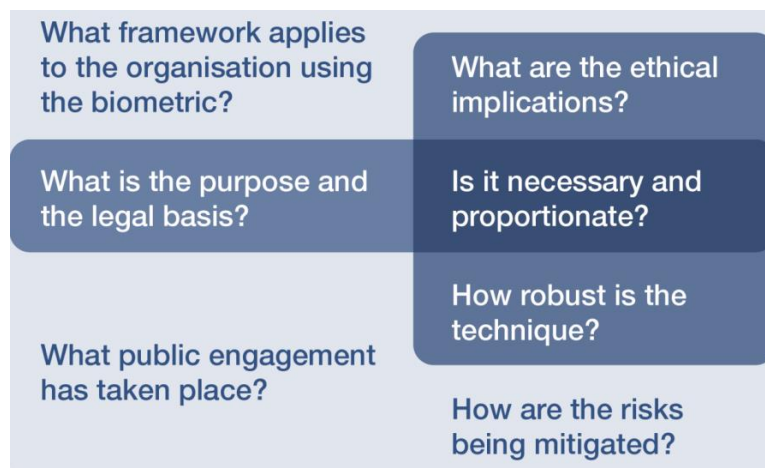 What framework applies
to the organisation using
the biometric?
What are the ethical
implications?
What is the purpose and
the legal basis?
Is it necessary and
proportionate?
How robust is the
technique?
What public engagement
has taken place?
How are the risks
being mitigated?